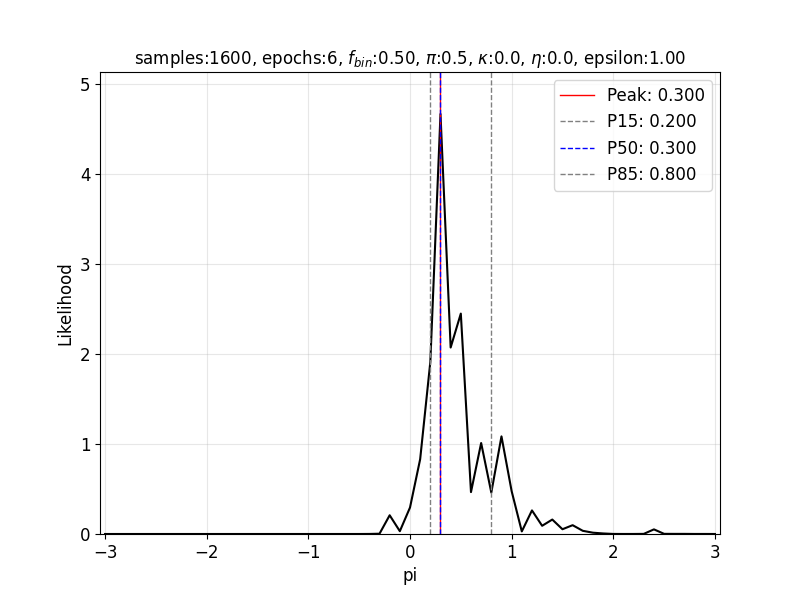 samples:1600, epochs:6, f_bin:0.50, π:0.5, κ:0.0, η:0.0, epsilon:1.00
Peak: 0.300
P15: 0.200
P50: 0.300
P85: 0.800
Likelihood
5
4
3
2
1
0
−3 −2 −1 0 1 2 3
pi